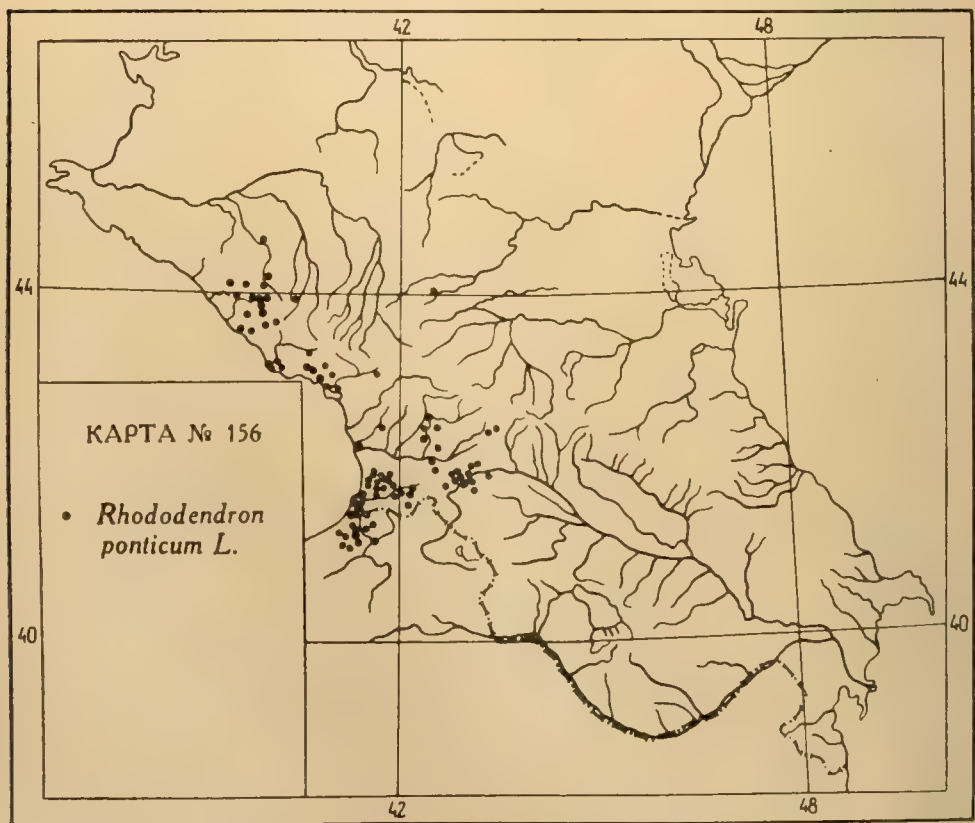 42 48
44 44
КАРТА № 156
Rhododendron
ponticum L.
40 40
42 48